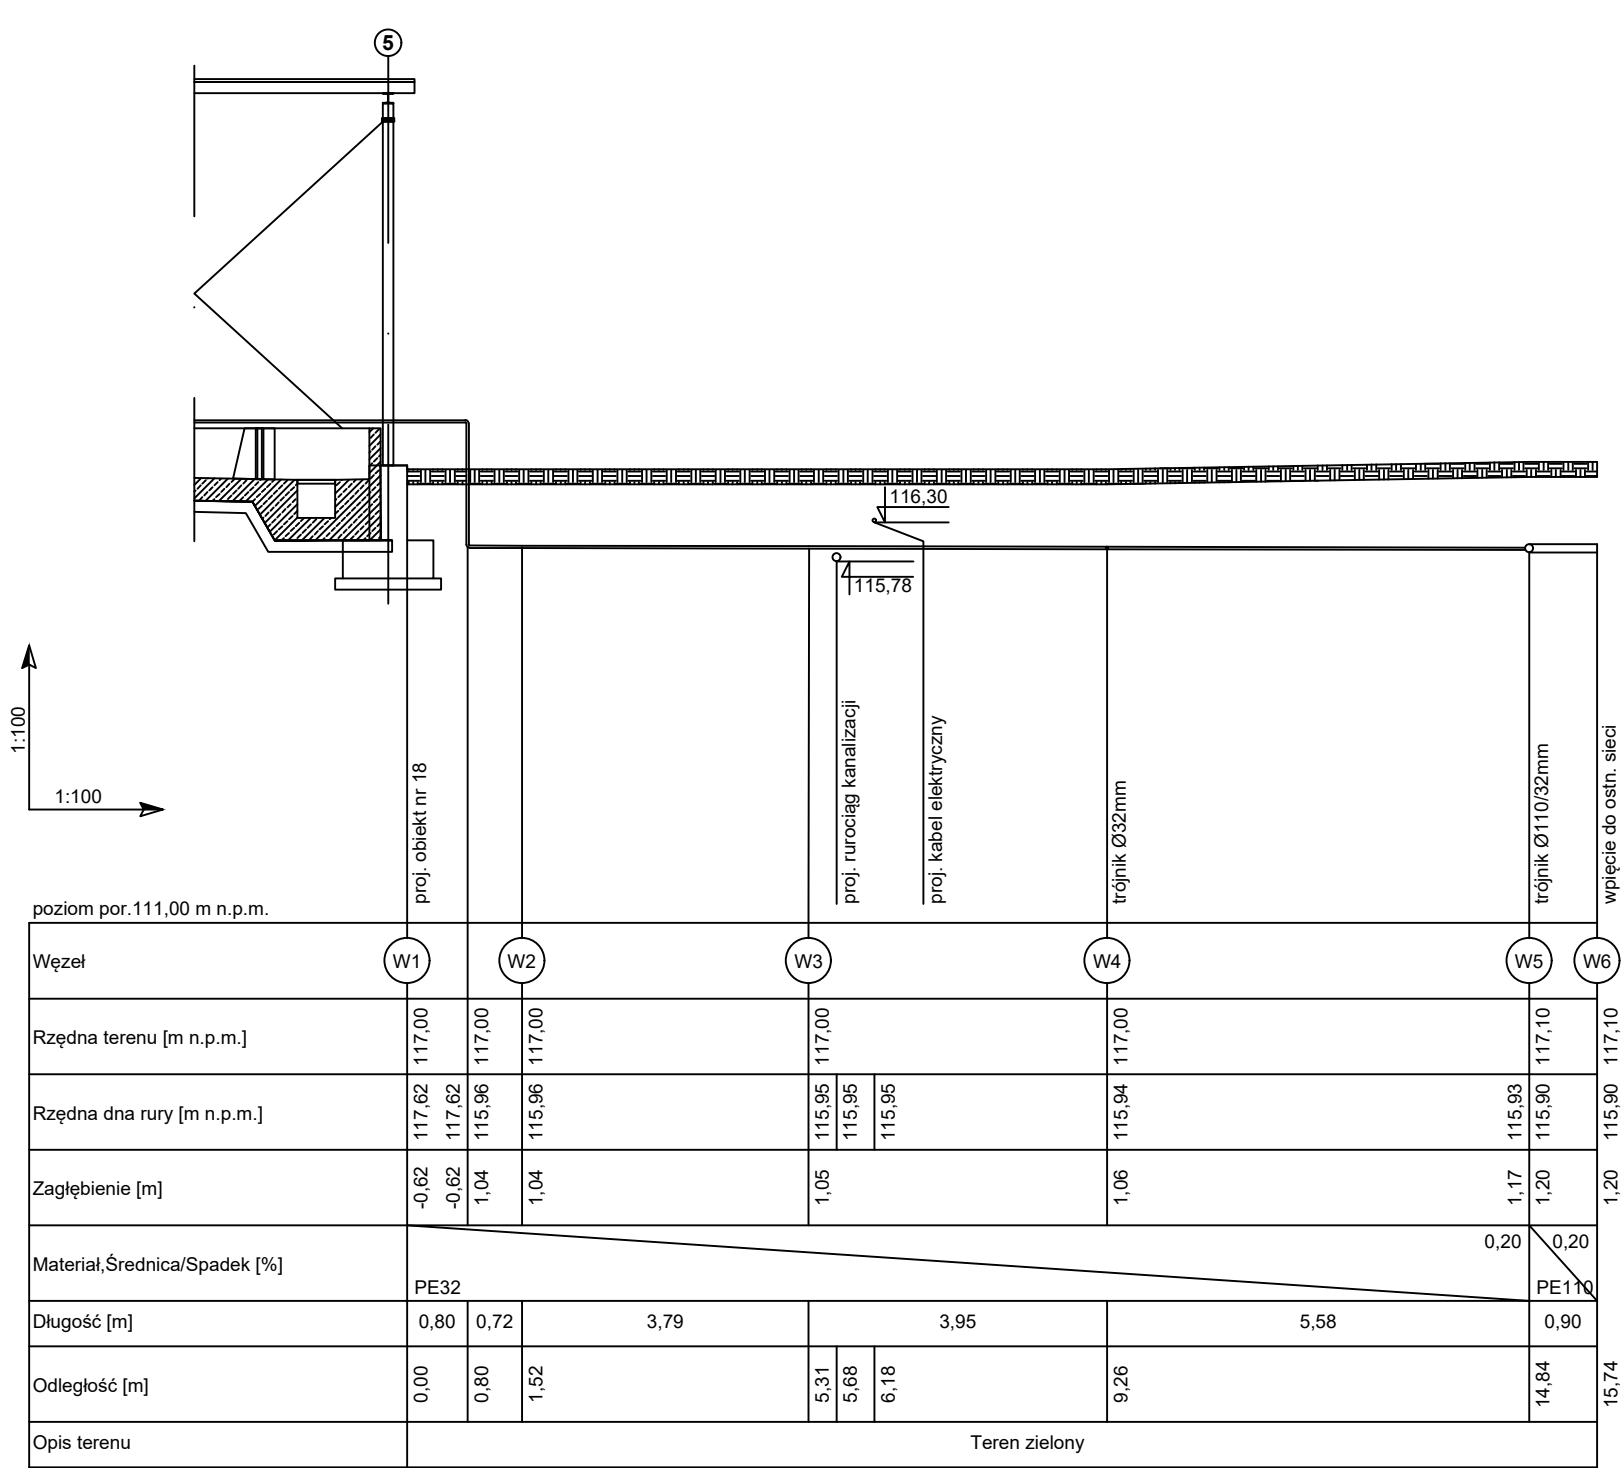 5
116,30
115,78
1:100
1:100
proj. obiekt nr 18
proj. rurociąg kanalizacji
proj. kabel elektryczny
trójnik Ø32mm
trójnik Ø110/32mm
wpięcie do ostn. sieci
poziom por.111,00 m n.p.m.
Węzeł W1 W2 W3 W4 W5 W6
Rzędna terenu [m n.p.m.] 117,00 117,00 117,00 117,00 117,00 117,10 117,10
Rzędna dna rury [m n.p.m.] 117,62 117,62 115,96 115,96 115,95 115,95 115,95 115,94 115,93 115,90 115,90
Zagłębienie [m] -0,62 -0,62 1,04 1,04 1,05 1,06 1,17 1,20 1,20
Materiał,Średnica/Spadek [%] PE32 0,20 PE110 0,20
Długość [m] 0,80 0,72 3,79 3,95 5,58 0,90
Odległość [m] 0,00 0,80 1,52 5,31 5,68 6,18 9,26 14,84 15,74
Opis terenu Teren zielony